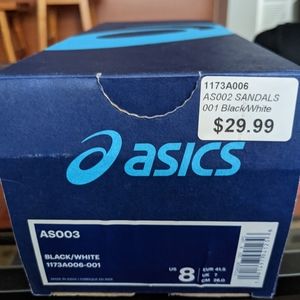 1173A006
AS002 SANDALS
001 Black/White
$29.99
asics
AS003
BLACK/WHITE
1173A006-001
US 8
EUR 41.5
UK 7
CM 26.0